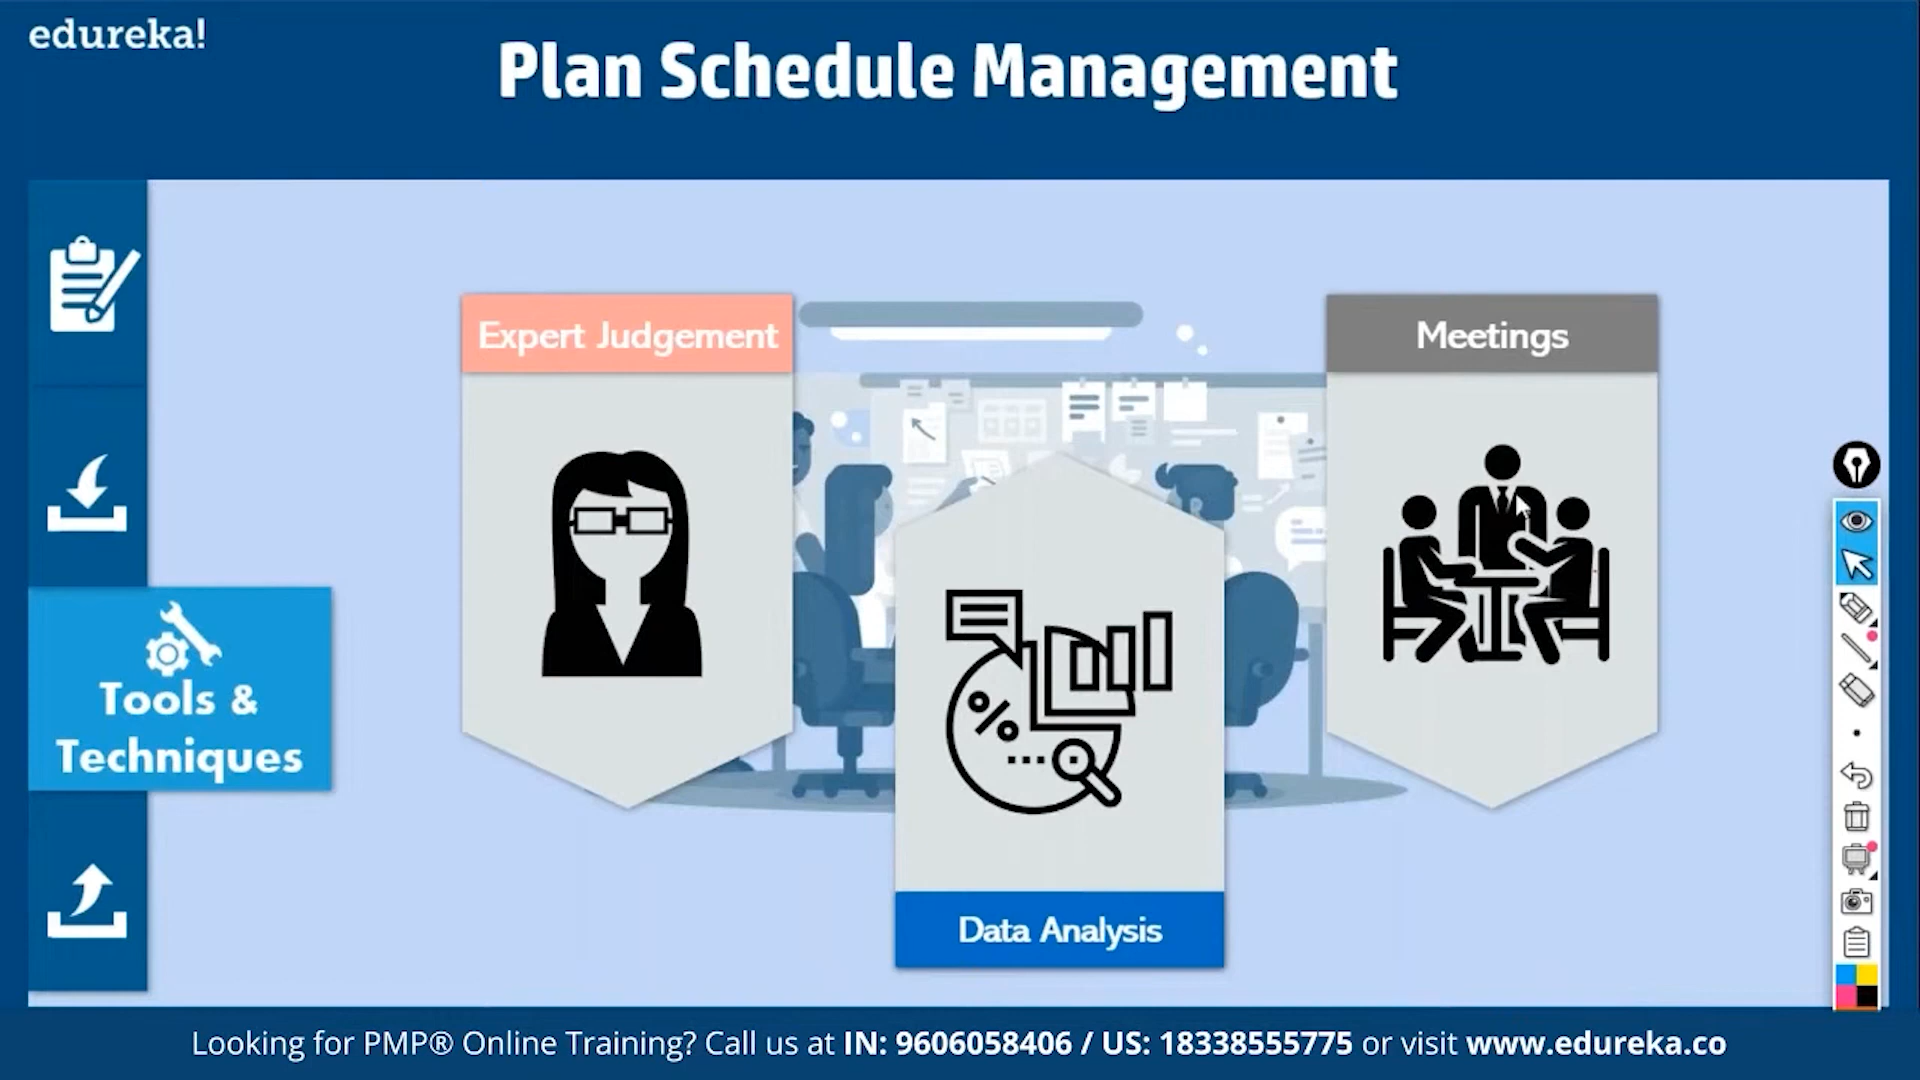 edureka!
Plan Schedule Management
Expert Judgement
Meetings
Tools &
Techniques
%
Data Analysis
Looking for PMP® Online Training? Call us at IN: 9606058406 / US: 18338555775 or visit www.edureka.co